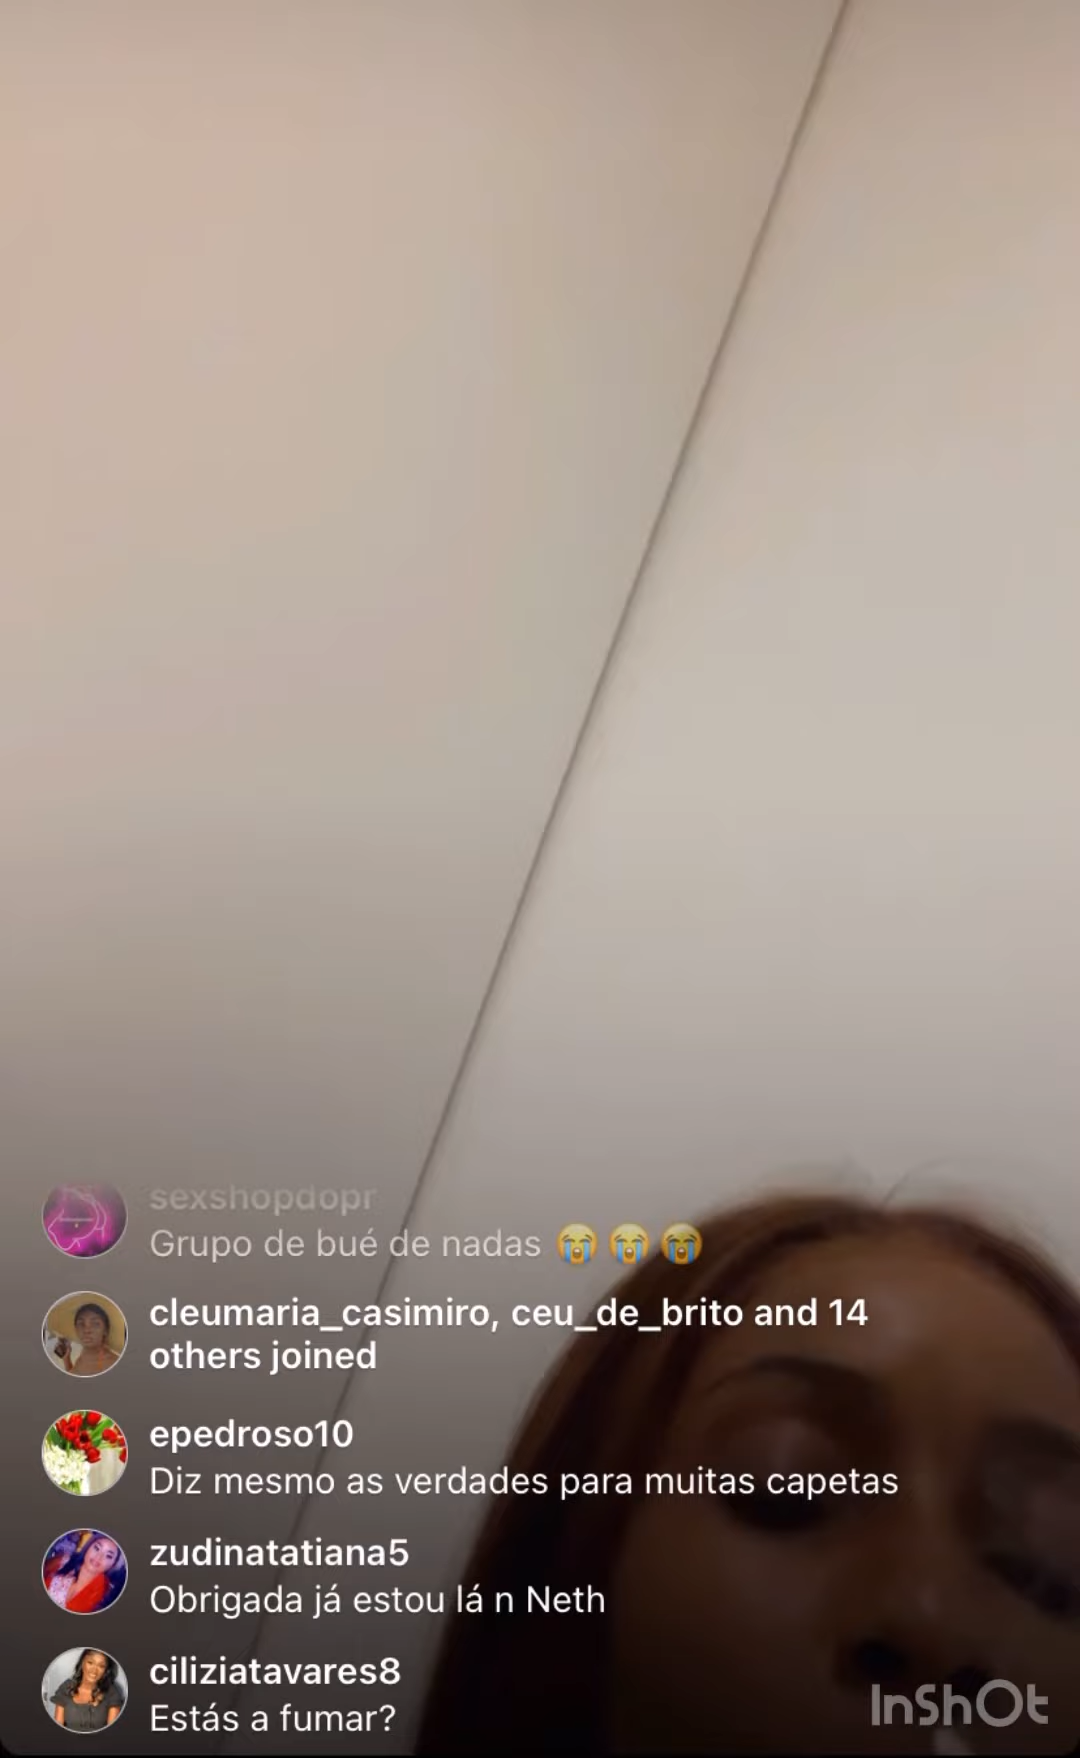 sexshopdopr
Grupo de bué de nadas 😭😭😭
cleumaria_casimiro, ceu_de_brito and 14
others joined
epedroso10
Diz mesmo as verdades para muitas capetas
zudinatatiana5
Obrigada já estou lá n Neth
ciliziatavares8
Estás a fumar?
InShOt